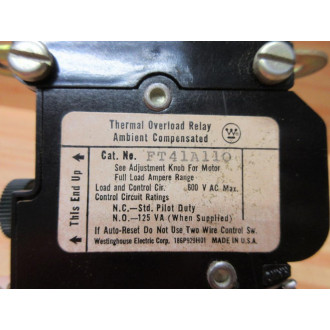 Thermal Overload Relay
Ambient Compensated
Cat. No. FT41A110
See Adjustment Knob For Motor
Full Load Ampere Range
Load and Control Cir. 600 V AC Max.
Control Circuit Ratings
N.C.—Std. Pilot Duty
N.O.—125 VA (When Supplied)
If Auto-Reset Do Not Use Two Wire Control Sw.
Westinghouse Electric Corp. 186P929H01 MADE IN U.S.A.
This End Up